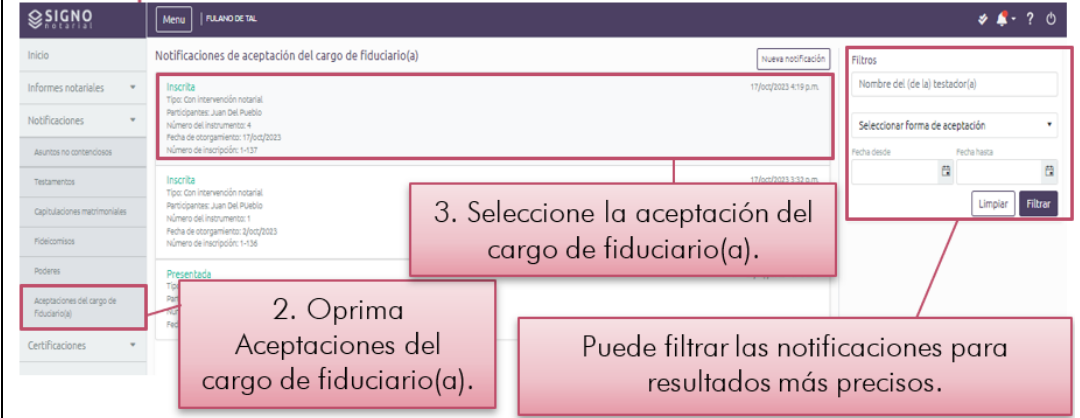 SIGNO
notarial
Menu
FULANO DE TAL
Inicio
Informes notariales
Notificaciones
Asuntos no contenciosos
Testamentos
Capitulaciones matrimoniales
Fideicomisos
Poderes
Aceptaciones del cargo de
Fiduciario(a)
Certificaciones
Notificaciones de aceptación del cargo de fiduciario(a)
Nueva notificación
Inscrita
17/oct/2023 4:19 p.m.
Tipo: Con intervención notarial
Participantes: Juan Del Pueblo
Número del instrumento: 4
Fecha de otorgamiento: 17/oct/2023
Número de inscripción: 1-137
Inscrita
17/oct/2023 3:32 p.m.
Tipo: Con intervención notarial
Participantes: Juan Del Pueblo
Número del instrumento: 1
Fecha de otorgamiento: 2/oct/2023
Número de inscripción: 1-136
Presentada
Filtros
Nombre del (de la) testador(a)
Seleccionar forma de aceptación
Fecha desde
Fecha hasta
Limpiar
Filtrar
3. Seleccione la aceptación del
cargo de fiduciario(a).
2. Oprima
Aceptaciones del
cargo de fiduciario(a).
Puede filtrar las notificaciones para
resultados más precisos.